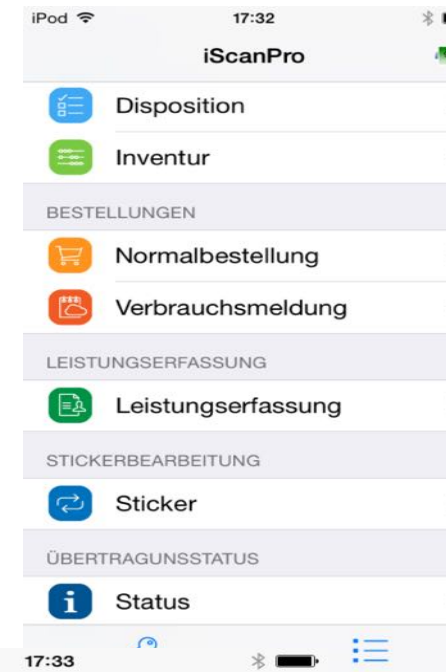 iPod 17:32
iScanPro
Disposition
Inventur
BESTELLUNGEN
Normalbestellung
Verbrauchsmeldung
LEISTUNGSERFASSUNG
Leistungserfassung
STICKERBEARBEITUNG
Sticker
ÜBERTRAGUNSSTATUS
Status
17:33